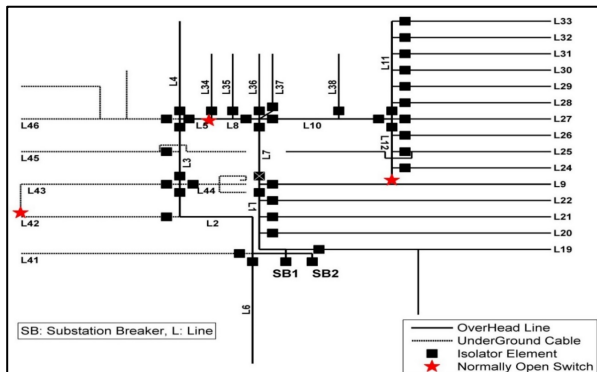 L33
L32
L31
L30
L29
L28
L27
L26
L25
L24
L9
L22
L21
L20
L19
L4
L34
L35
L36
L37
L38
L11
L46
L5
L8
L10
L12
L45
L3
L7
L43
L44
L1
L42
L2
L41
SB1
SB2
L6
SB: Substation Breaker, L: Line
OverHead Line
UnderGround Cable
Isolator Element
Normally Open Switch